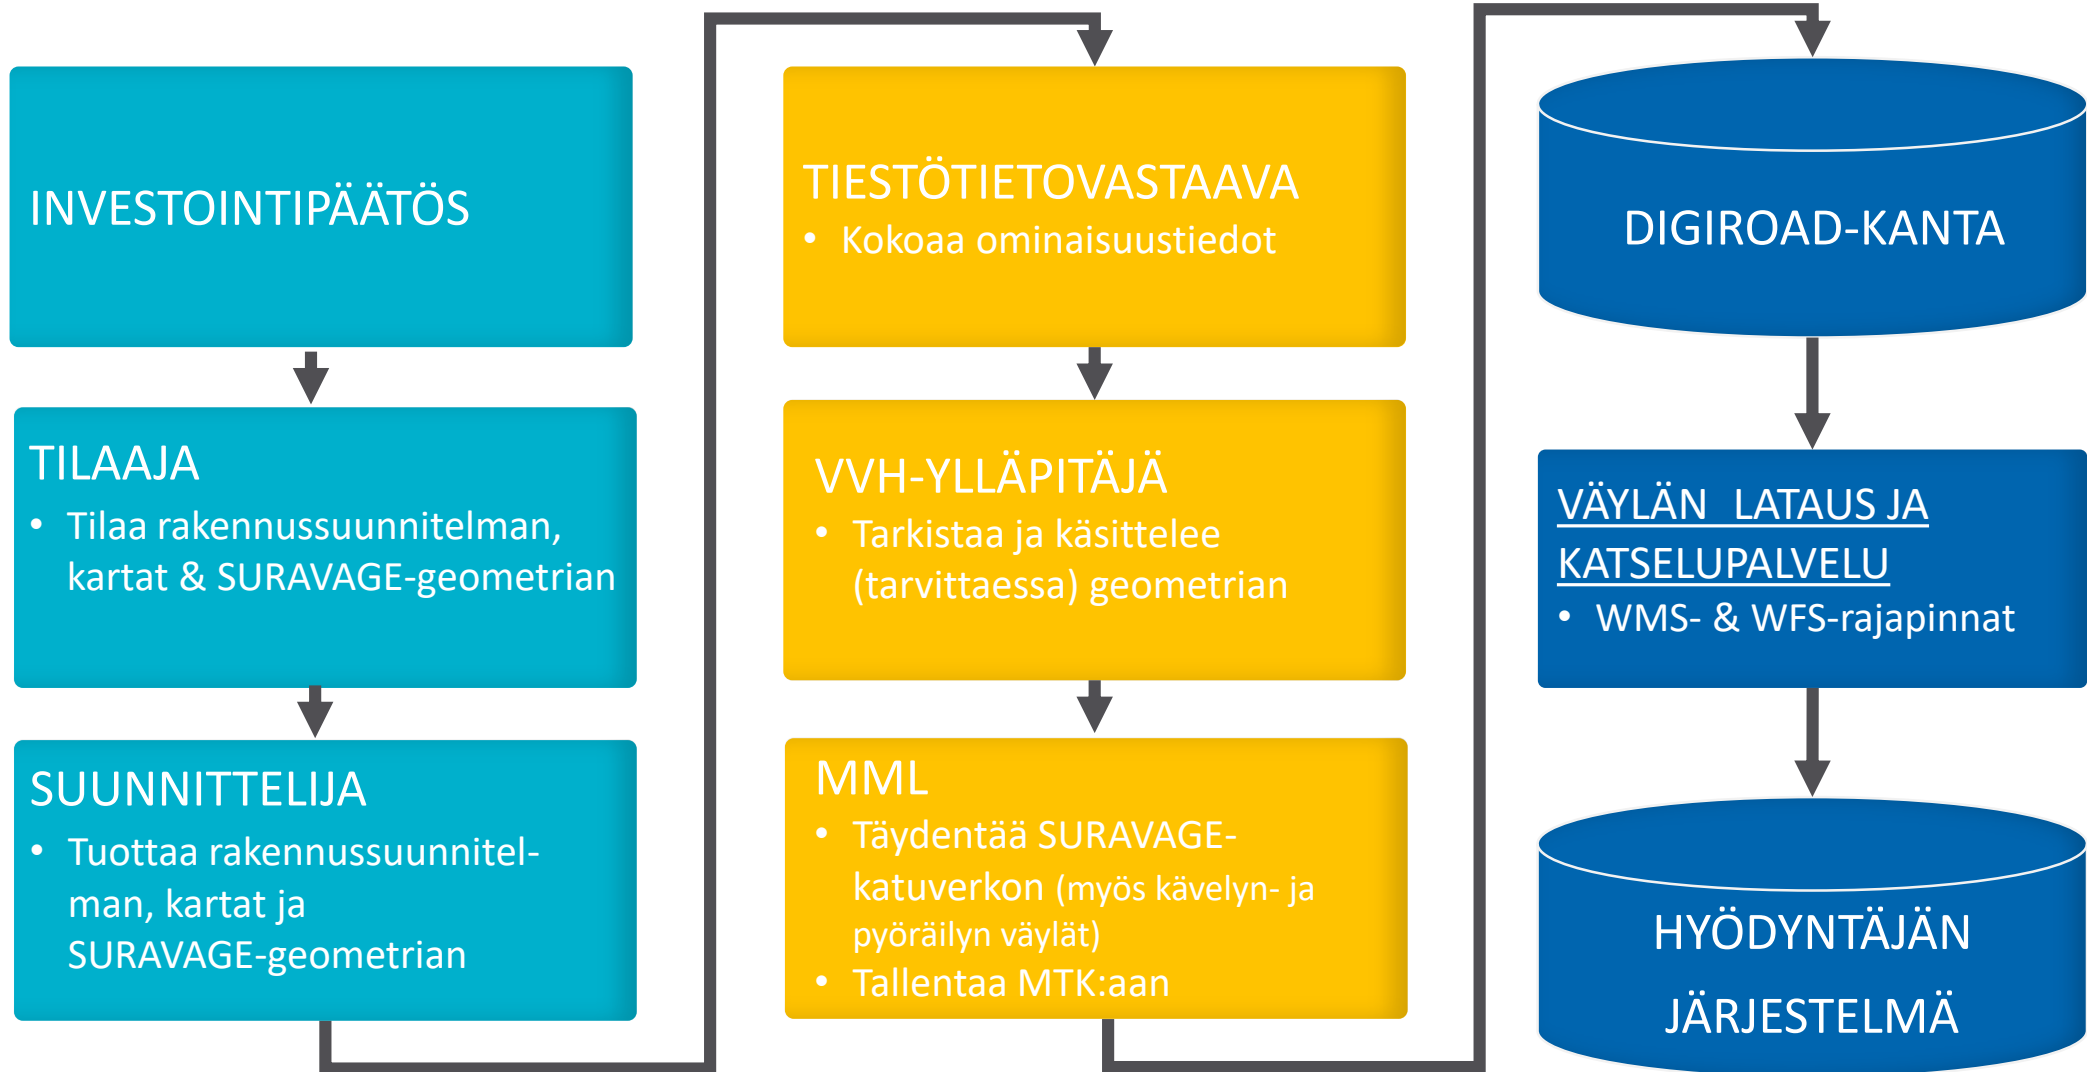 INVESTOINTIPÄÄTÖS
TILAAJA
• Tilaa rakennussuunnitelman,
kartat & SURAVAGE-geometrian
SUUNNITTELIJA
• Tuottaa rakennussuunnitel-
man, kartat ja
SURAVAGE-geometrian
TIESTÖTIETOVASTAAVA
• Kokoaa ominaisuustiedot
VVH-YLLÄPITÄJÄ
• Tarkistaa ja käsittelee
(tarvittaessa) geometrian
MML
• Täydentää SURAVAGE-
katuverkon (myös kävelyn- ja
pyöräilyn väylät)
• Tallentaa MTK:aan
DIGIROAD-KANTA
VÄYLÄN LATAUS JA
KATSELUPALVELU
• WMS- & WFS-rajapinnat
HYÖDYNTÄJÄN
JÄRJESTELMÄ